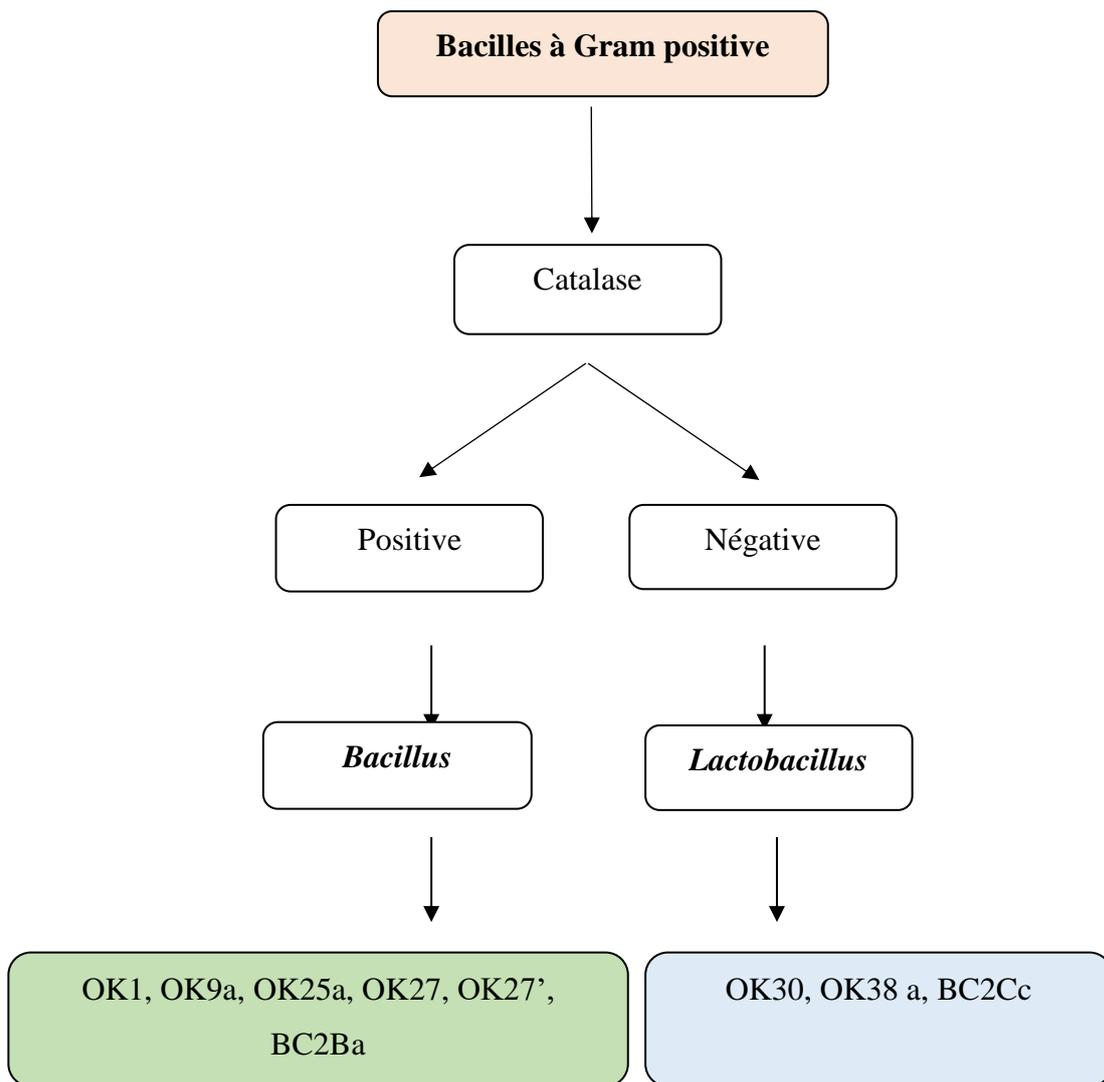 Bacilles à Gram positive
Catalase
Positive
Négative
Bacillus
Lactobacillus
OK1, OK9a, OK25a, OK27, OK27’,
BC2Ba
OK30, OK38 a, BC2Cc